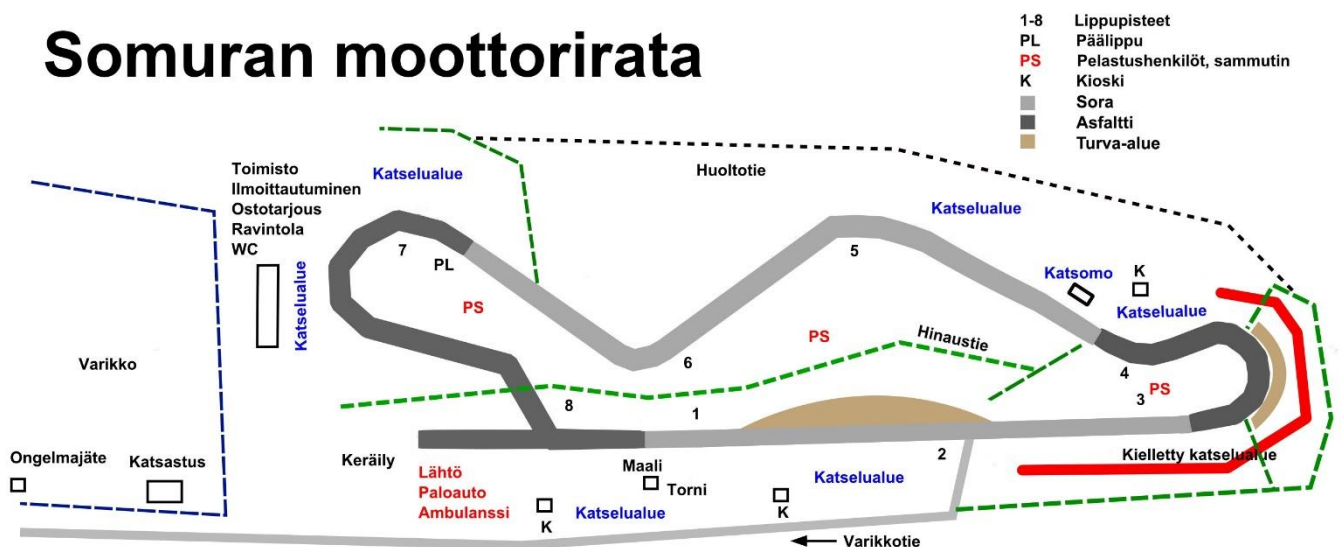 Somuran moottorirata
1-8 Lippupisteet
PL Päälippu
PS Pelastushenkilöt, sammutin
K Kioski
Sora
Asfaltti
Turva-alue
Toimisto
Ilmoittautuminen
Ostotarjous
Ravintola
WC
Katselualue
Katselualue
Huoltotie
Katselualue
7
PL
5
Katsomo
K
Katselualue
PS
Varikko
6
PS
Hinaustie
4
PS
3
8
1
2
Ongelmajäte
Katsastus
Keräily
Lähtö
Paloauto
Ambulanssi
Maali
Torni
K
Katselualue
K
Katselualue
Kielletty katselualue
Varikkotie